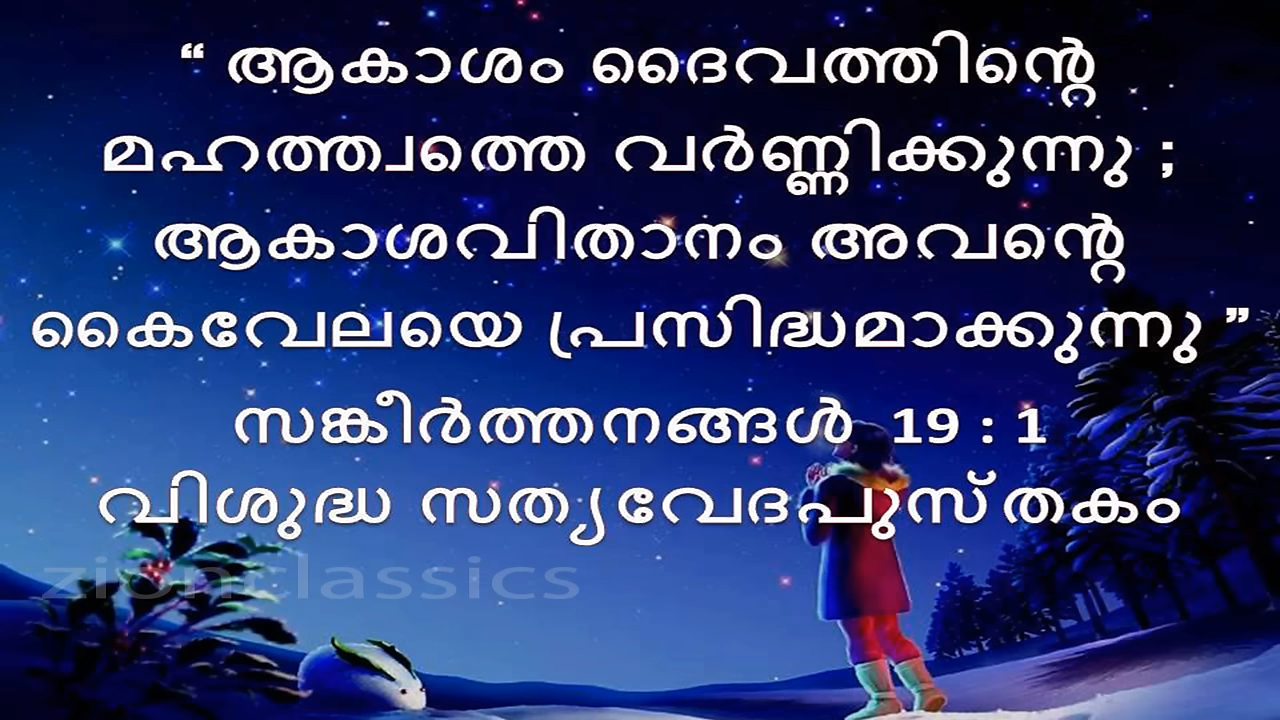 “ ആകാശം ദൈവത്തിന്റെ
മഹത്ത്വത്തെ വർണ്ണിക്കുന്നു ;
ആകാശവിതാനം അവന്റെ
കൈവേലയെ പ്രസിദ്ധമാക്കുന്നു ”
സങ്കീർത്തനങ്ങൾ 19 : 1
വിശുദ്ധ സത്യവേദപുസ്തകം
zionclassics